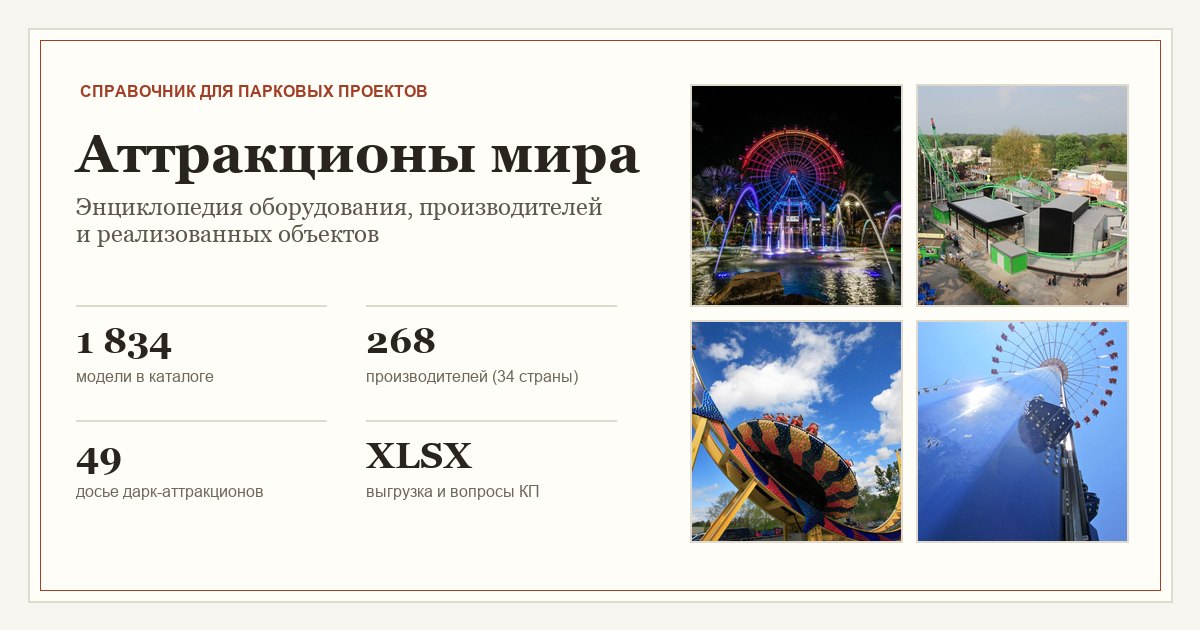 СПРАВОЧНИК ДЛЯ ПАРКОВЫХ ПРОЕКТОВ
Аттракционы мира
Энциклопедия оборудования, производителей
и реализованных объектов
1 834
модели в каталоге
268
производителей (34 страны)
49
досье дарк-аттракционов
XLSX
выгрузка и вопросы КП